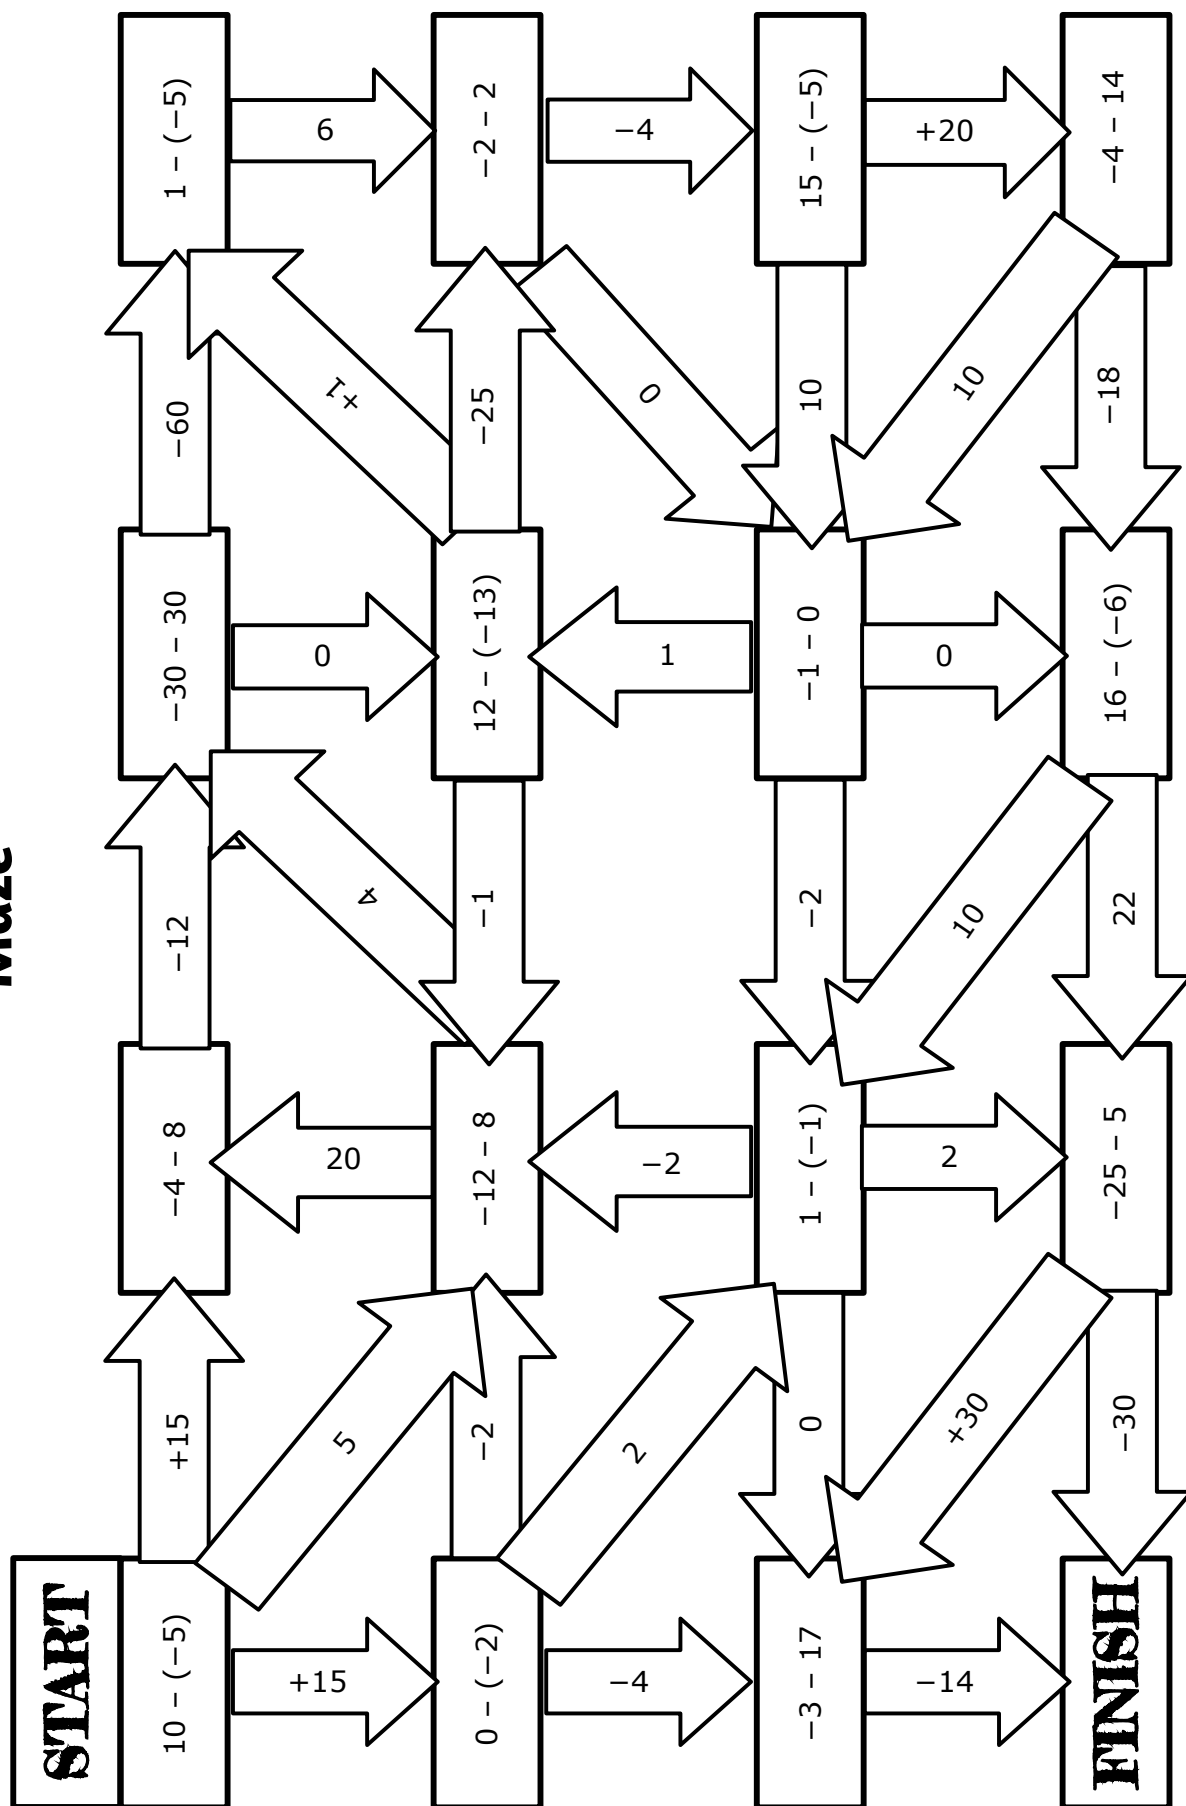 Maze
START
10 – (−5)
+15
−4 – 8
−12
−30 – 30
−60
1 – (−5)
+15
5
20
4
0
+1
6
0 – (−2)
−2
−12 – 8
−1
12 – (−13)
−25
−2 – 2
−4
2
−2
1
0
−4
−3 – 17
0
1 – (−1)
−2
−1 – 0
10
15 – (−5)
−14
+30
2
10
0
10
+20
FINISH
−30
−25 – 5
22
16 – (−6)
−18
−4 – 14